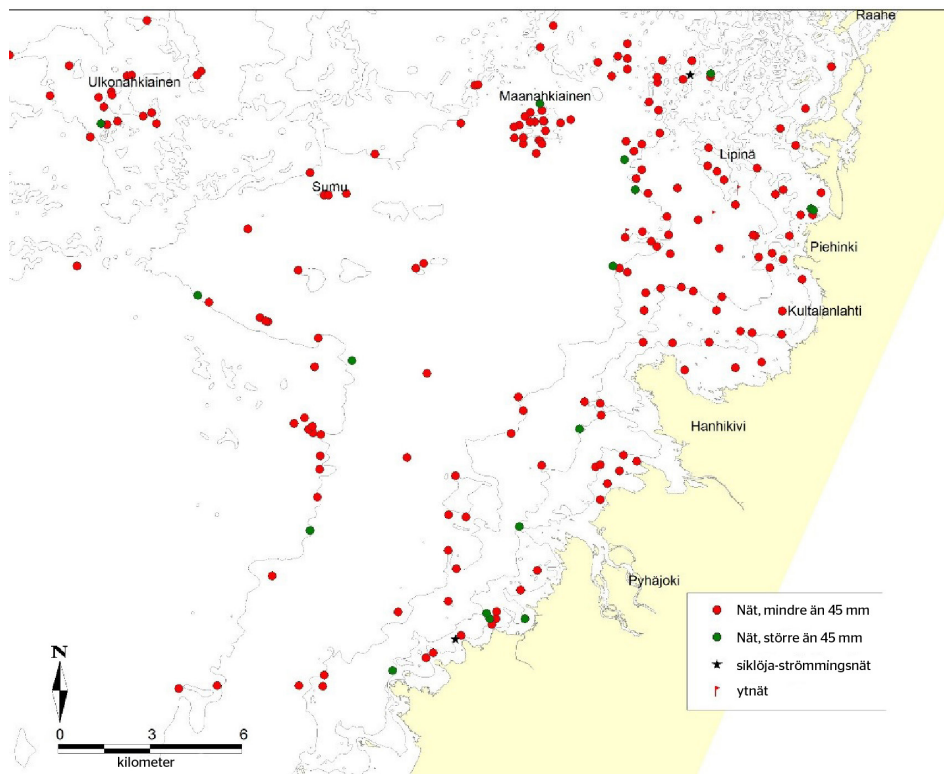 Raahe
Ulkonahkiainen
Maanahkiainen
Lipinä
Sumu
Piehinki
Kultalanlahti
Hanhikivi
Pyhäjoki
Nät, mindre än 45 mm
Nät, större än 45 mm
siklöja-strömmingsnät
ytnät
N
0 3 6
kilometer